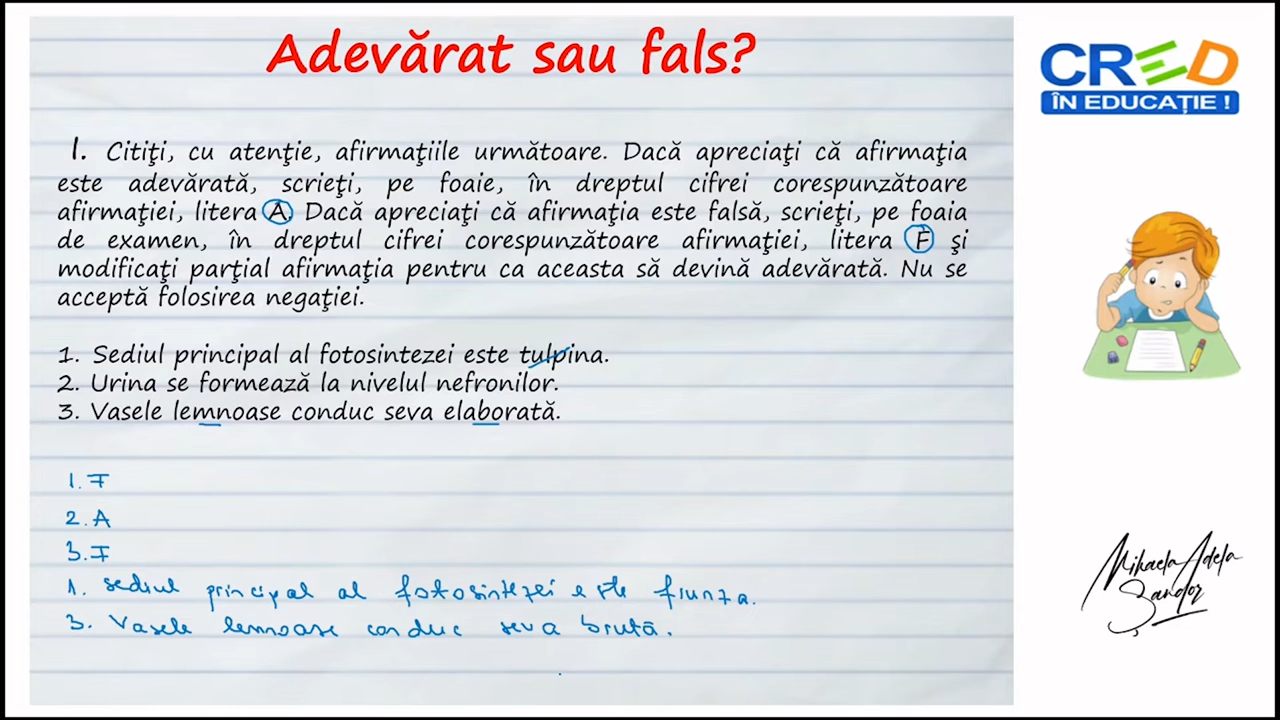 Adevărat sau fals?
CRED
ÎN EDUCAȚIE !
I. Citiţi, cu atenţie, afirmaţiile următoare. Dacă apreciaţi că afirmaţia
este adevărată, scrieţi, pe foaie, în dreptul cifrei corespunzătoare
afirmaţiei, litera A. Dacă apreciaţi că afirmaţia este falsă, scrieţi, pe foaia
de examen, în dreptul cifrei corespunzătoare afirmaţiei, litera F şi
modificaţi parţial afirmaţia pentru ca aceasta să devină adevărată. Nu se
acceptă folosirea negaţiei.
1. Sediul principal al fotosintezei este tulpina.
2. Urina se formează la nivelul nefronilor.
3. Vasele lemnoase conduc seva elaborată.
1. F
2. A
3. F
1. Sediul principal al fotosintezei este frunza.
3. Vasele lemnoase conduc seva brută.
Mihaela Adela
Șandor